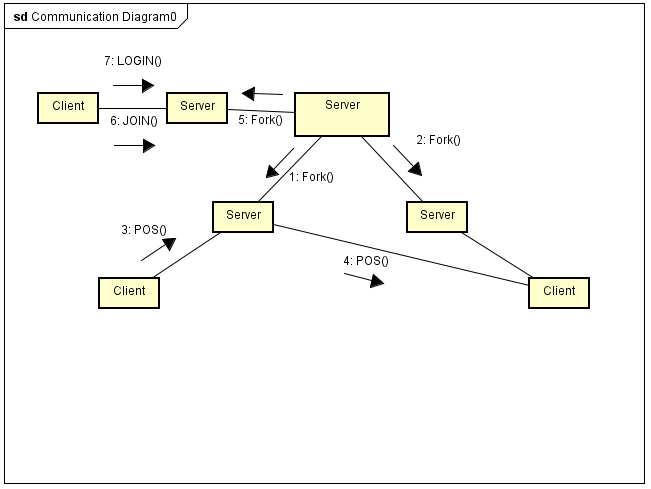 sd Communication Diagram0
7: LOGIN()
Client
Server
Server
6: JOIN()
5: Fork()
2: Fork()
1: Fork()
Server
Server
3: POS()
4: POS()
Client
Client